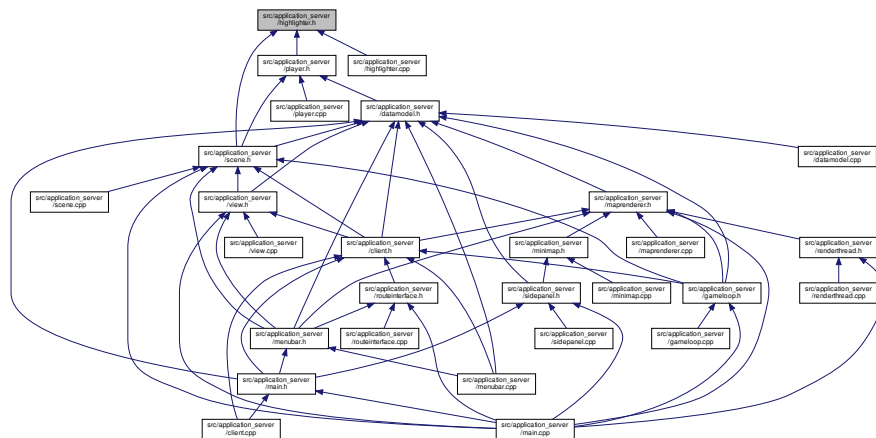 src/application_server
/highlighter.h
src/application_server
/player.h
src/application_server
/highlighter.cpp
src/application_server
/player.cpp
src/application_server
/datamodel.h
src/application_server
/scene.h
src/application_server
/datamodel.cpp
src/application_server
/scene.cpp
src/application_server
/view.h
src/application_server
/maprenderer.h
src/application_server
/view.cpp
src/application_server
/client.h
src/application_server
/minimap.h
src/application_server
/maprenderer.cpp
src/application_server
/renderthread.h
src/application_server
/routeinterface.h
src/application_server
/sidepanel.h
src/application_server
/minimap.cpp
src/application_server
/gameloop.h
src/application_server
/renderthread.cpp
src/application_server
/menubar.h
src/application_server
/routeinterface.cpp
src/application_server
/sidepanel.cpp
src/application_server
/gameloop.cpp
src/application_server
/main.h
src/application_server
/menubar.cpp
src/application_server
/client.cpp
src/application_server
/main.cpp